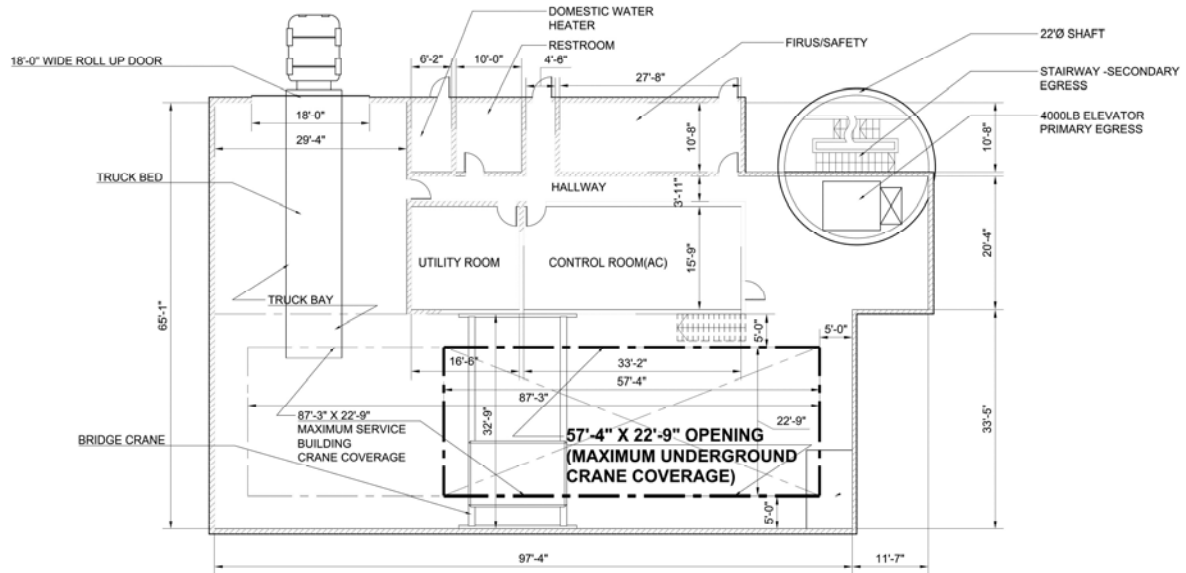 DOMESTIC WATER
HEATER
RESTROOM
6'-2"
10'-0"
4'-6"
FIRUS/SAFETY
27'-8"
22'Ø SHAFT
STAIRWAY -SECONDARY
EGRESS
4000LB ELEVATOR
PRIMARY EGRESS
18'-0" WIDE ROLL UP DOOR
18'-0"
29'-4"
10'-8"
10'-8"
TRUCK BED
HALLWAY
3'-11"
20'-4"
UTILITY ROOM
CONTROL ROOM(AC)
15'-9"
TRUCK BAY
65'-1"
5'-0"
5'-0"
16'-6"
33'-2"
57'-4"
87'-3"
87'-3" X 22'-9"
MAXIMUM SERVICE
BUILDING
CRANE COVERAGE
32'-9"
22'-9"
33'-5'
BRIDGE CRANE
57'-4" X 22'-9" OPENING
(MAXIMUM UNDERGROUND
CRANE COVERAGE)
5'-0"
97'-4"
11'-7"